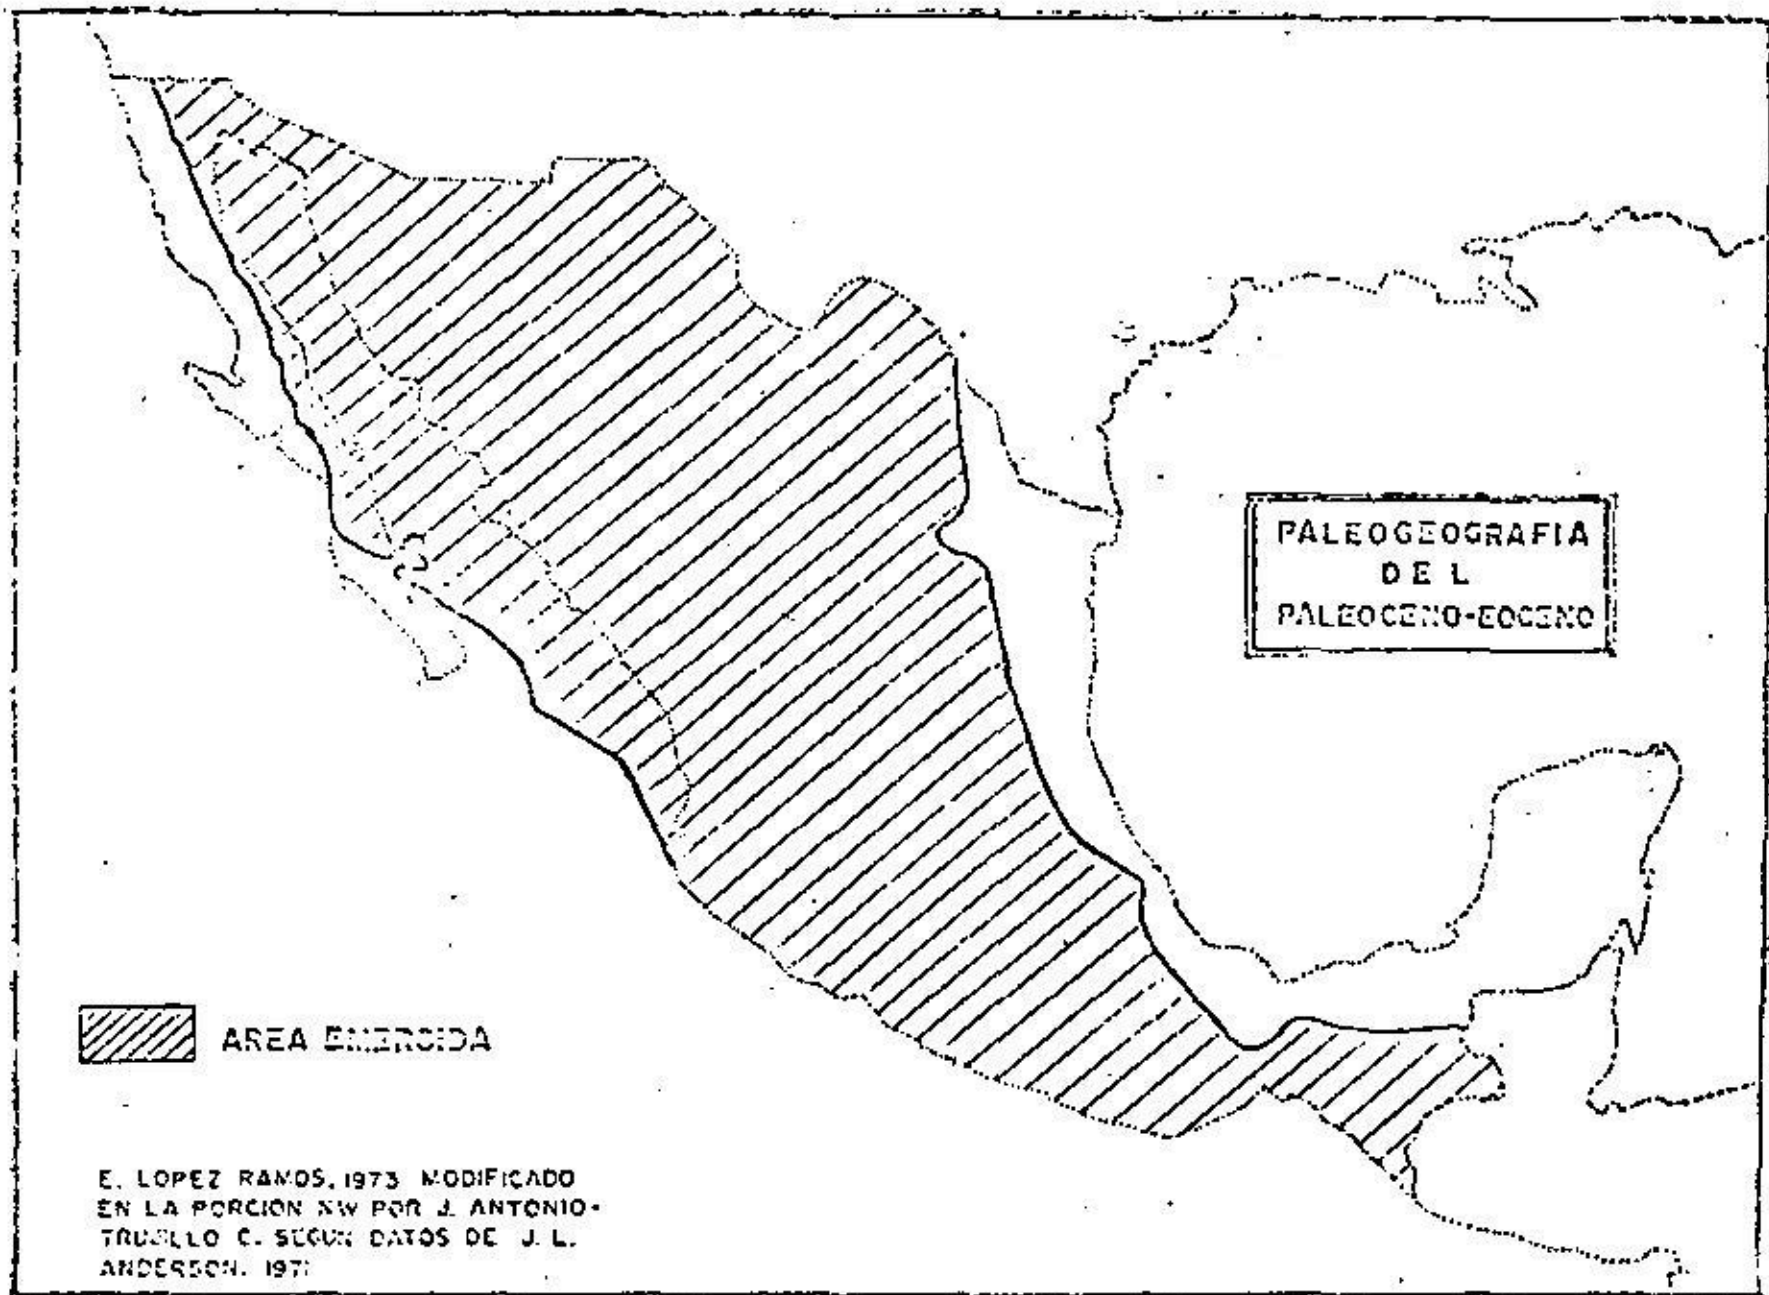 PALEOGEOGRAFIA
DEL
PALEOCENO-EOCENO
AREA EMERGIDA
E. LOPEZ RAMOS, 1973 MODIFICADO
EN LA PORCION NW POR J. ANTONIO-
TRUJILLO C. SEGUN DATOS DE J. L.
ANDERSON. 1971